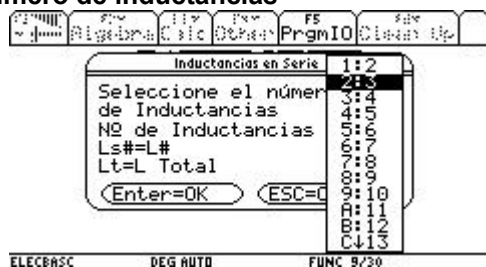 mero de inductancias
F5
Algebra Calc Other PrgmIO Clean Up
Inductancias en Serie
Seleccione el númer
de Inductancias
Nº de Inductancias
Ls#=L#
Lt=L Total
Enter=OK
ESC=C
1:2
2:3
3:4
4:5
5:6
6:7
7:8
8:9
9:10
A:11
B:12
C↓13
ELECBASC DEG AUTO FUNC 9/30